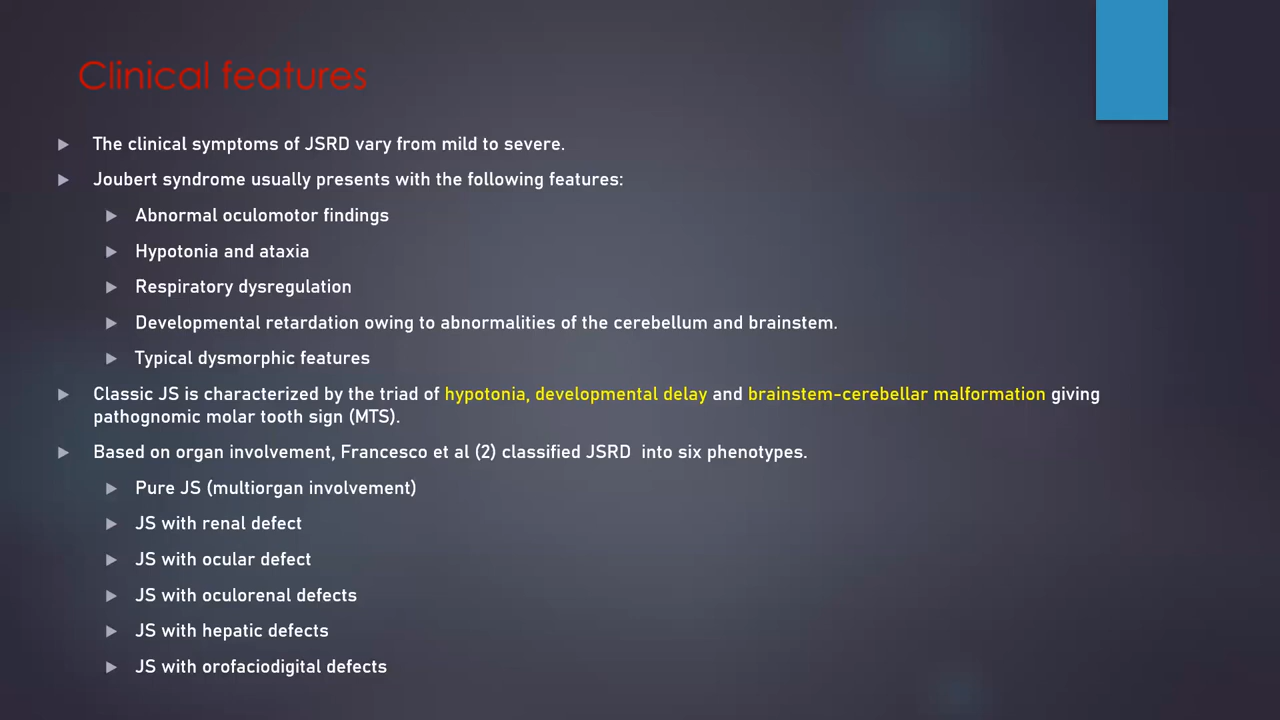 Clinical features
The clinical symptoms of JSRD vary from mild to severe.
Joubert syndrome usually presents with the following features:
Abnormal oculomotor findings
Hypotonia and ataxia
Respiratory dysregulation
Developmental retardation owing to abnormalities of the cerebellum and brainstem.
Typical dysmorphic features
Classic JS is characterized by the triad of hypotonia, developmental delay and brainstem-cerebellar malformation giving
pathognomic molar tooth sign (MTS).
Based on organ involvement, Francesco et al (2) classified JSRD  into six phenotypes.
Pure JS (multiorgan involvement)
JS with renal defect
JS with ocular defect
JS with oculorenal defects
JS with hepatic defects
JS with orofaciodigital defects